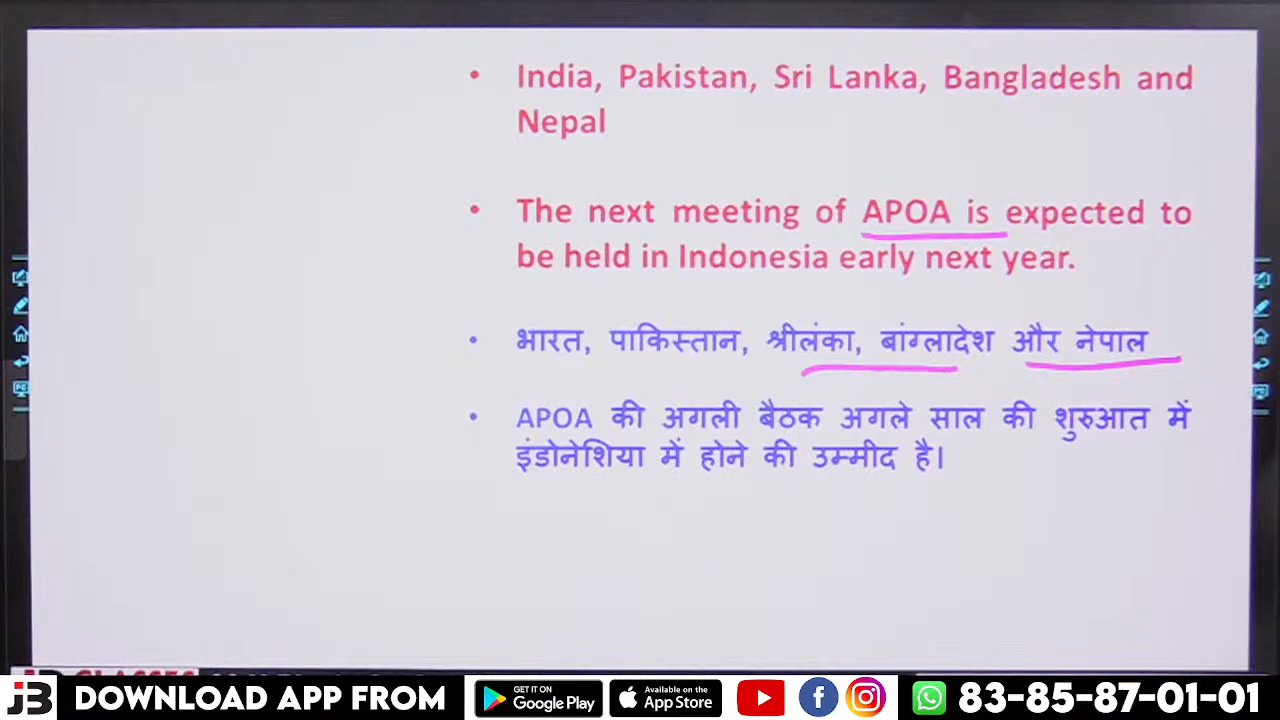 • India, Pakistan, Sri Lanka, Bangladesh and
Nepal
• The next meeting of APOA is expected to
be held in Indonesia early next year.
• भारत, पाकिस्तान, श्रीलंका, बांग्लादेश और नेपाल
• APOA की अगली बैठक अगले साल की शुरुआत में
इंडोनेशिया में होने की उम्मीद है।
JB DOWNLOAD APP FROM GET IT ON Google Play Available on the App Store 83-85-87-01-01